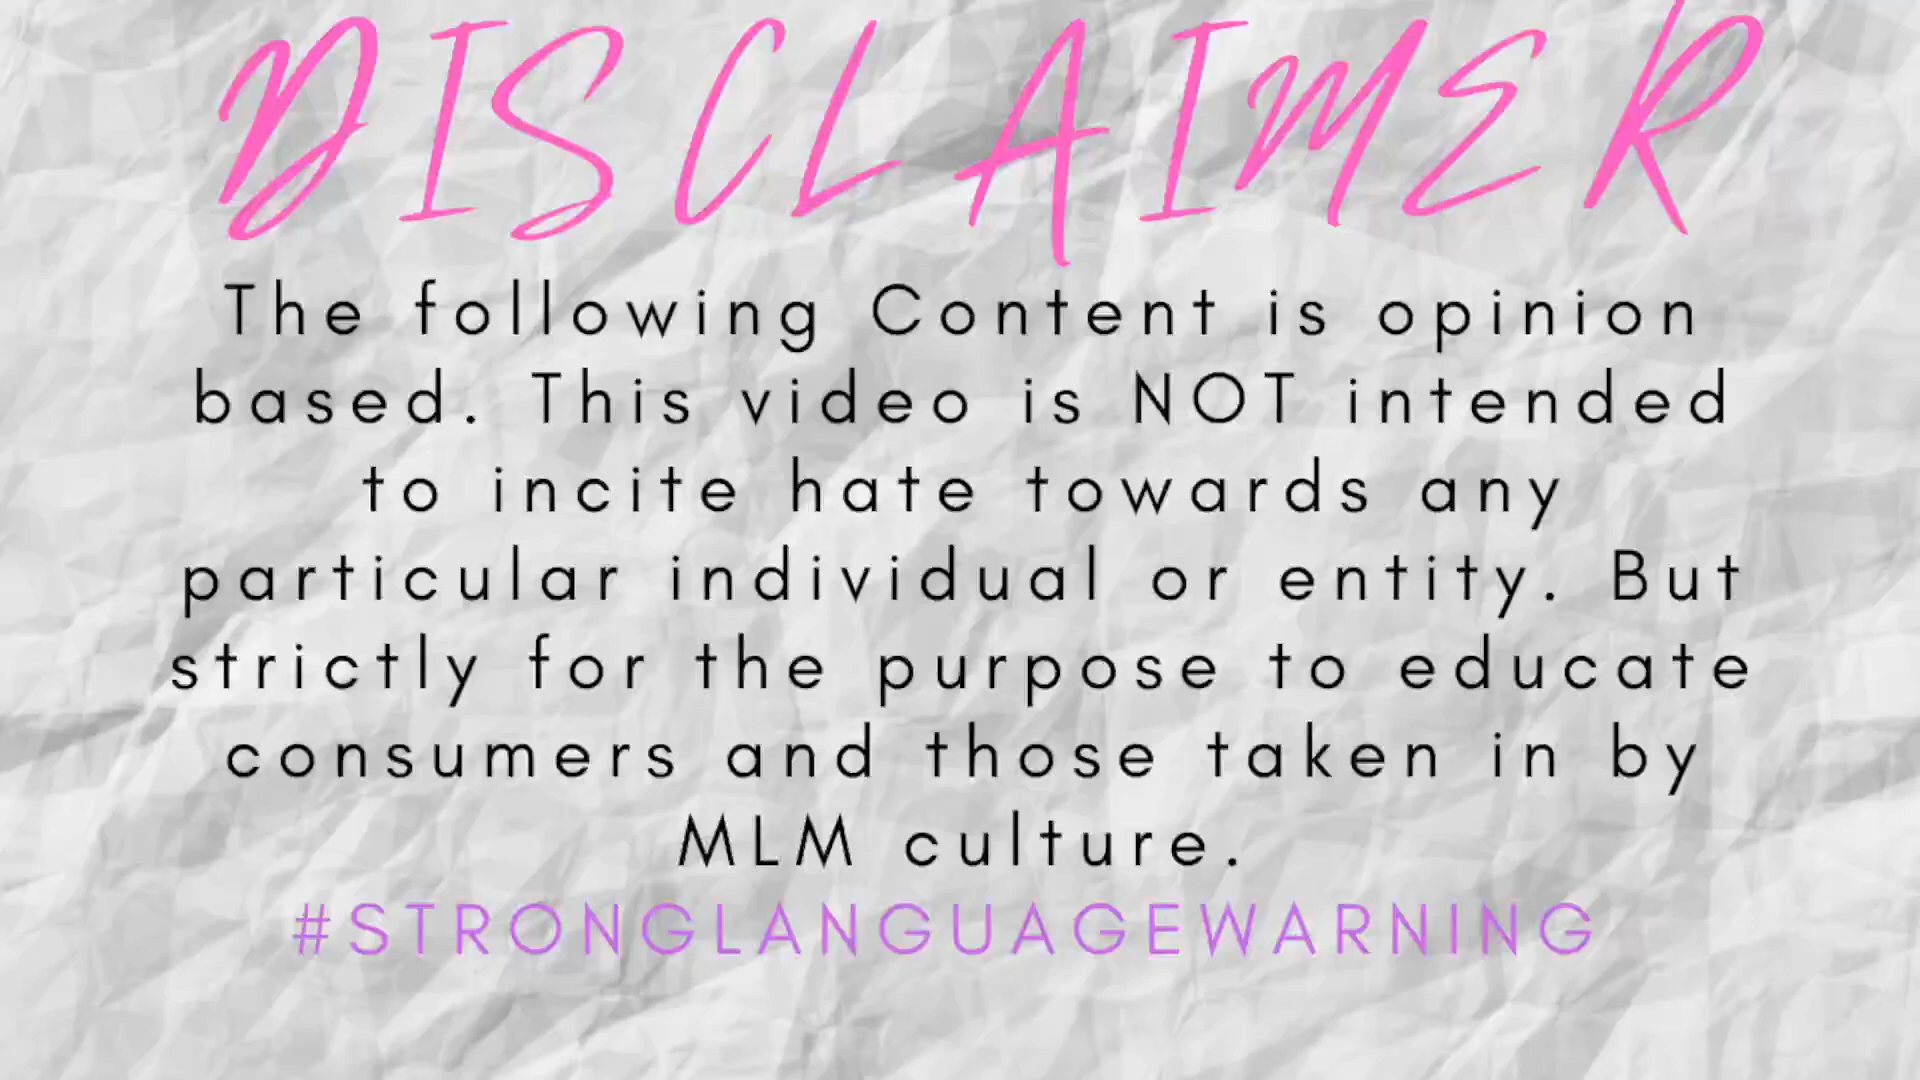 DISCLAIMER
The following Content is opinion
based. This video is NOT intended
to incite hate towards any
particular individual or entity. But
strictly for the purpose to educate
consumers and those taken in by
MLM culture.
#STRONGLANGUAGEWARNING